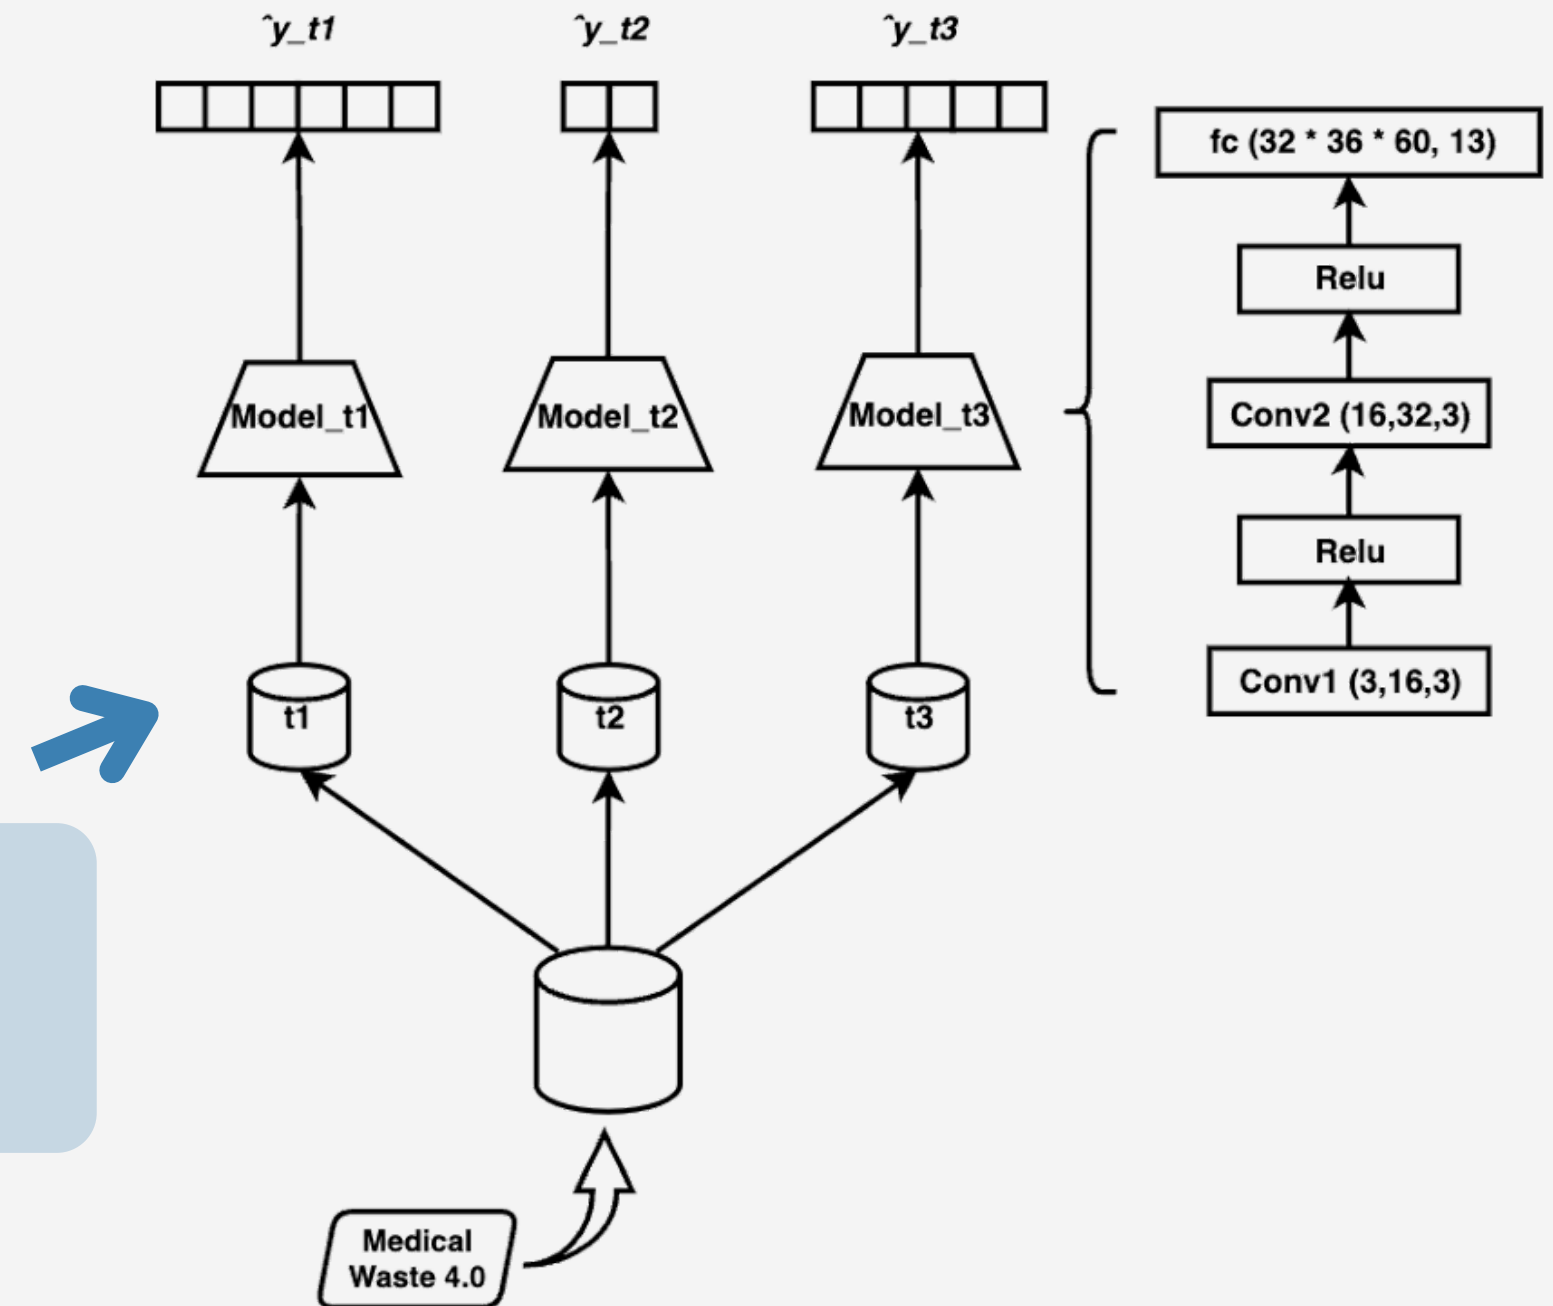 ˆy_t1
ˆy_t2
ˆy_t3
fc (32 * 36 * 60, 13)
Relu
Conv2 (16,32,3)
Relu
Conv1 (3,16,3)
Model_t1
Model_t2
Model_t3
t1
t2
t3
Medical
Waste 4.0